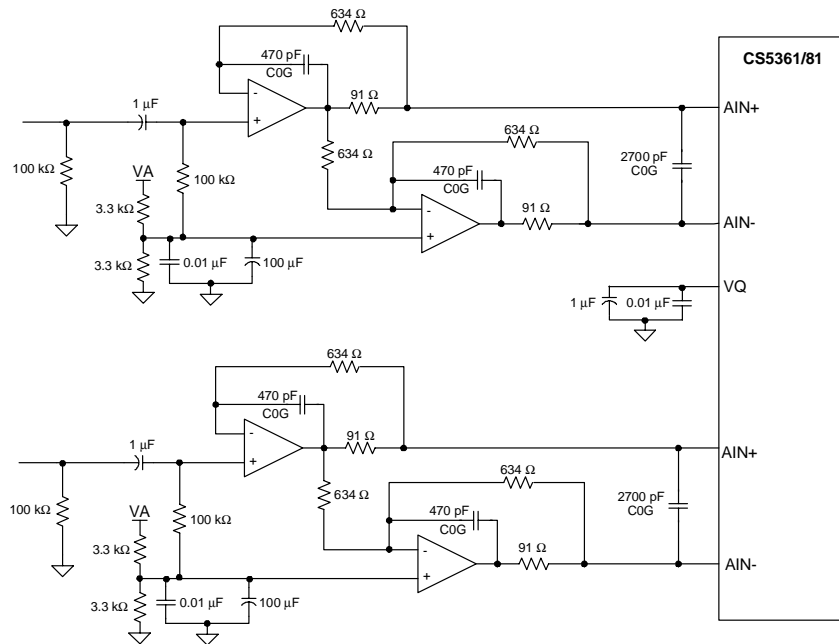 634 Ω
470 pF
C0G
CS5361/81
1 µF
-
+
91 Ω
AIN+
634 Ω
634 Ω
100 kΩ
VA
100 kΩ
470 pF
C0G
2700 pF
C0G
3.3 kΩ
-
+
91 Ω
AIN-
3.3 kΩ
0.01 µF
100 µF
VQ
1 µF
0.01 µF
634 Ω
470 pF
C0G
1 µF
-
+
91 Ω
AIN+
634 Ω
634 Ω
100 kΩ
VA
100 kΩ
470 pF
C0G
2700 pF
C0G
3.3 kΩ
-
+
91 Ω
AIN-
3.3 kΩ
0.01 µF
100 µF